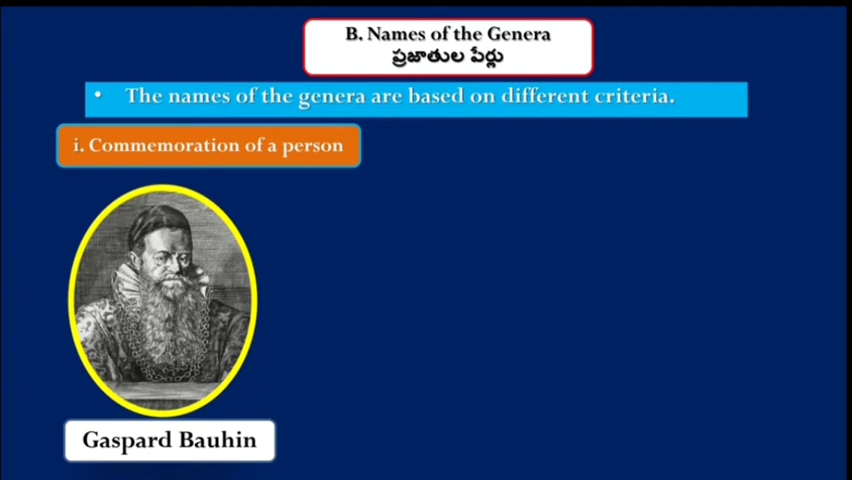 B. Names of the Genera
ప్రజాతుల పేర్లు
• The names of the genera are based on different criteria.
i. Commemoration of a person
Gaspard Bauhin